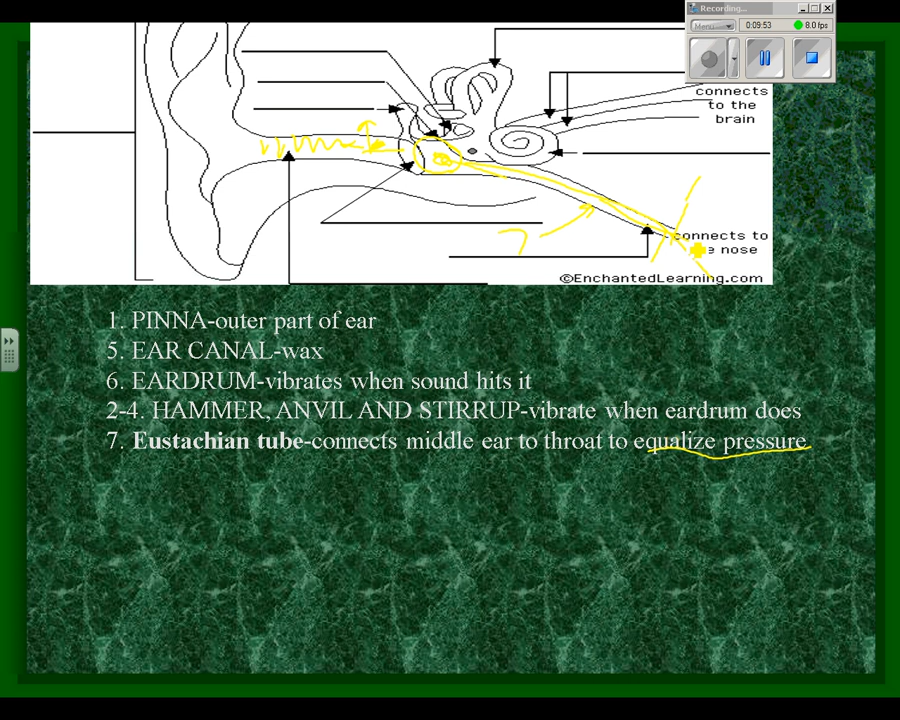 Recording...
Menu
0:09:53
8.0 fps
connects
to the
brain
connects to
e nose
7
©EnchantedLearning.com
1. PINNA-outer part of ear
5. EAR CANAL-wax
6. EARDRUM-vibrates when sound hits it
2-4. HAMMER, ANVIL AND STIRRUP-vibrate when eardrum does
7. Eustachian tube-connects middle ear to throat to equalize pressure